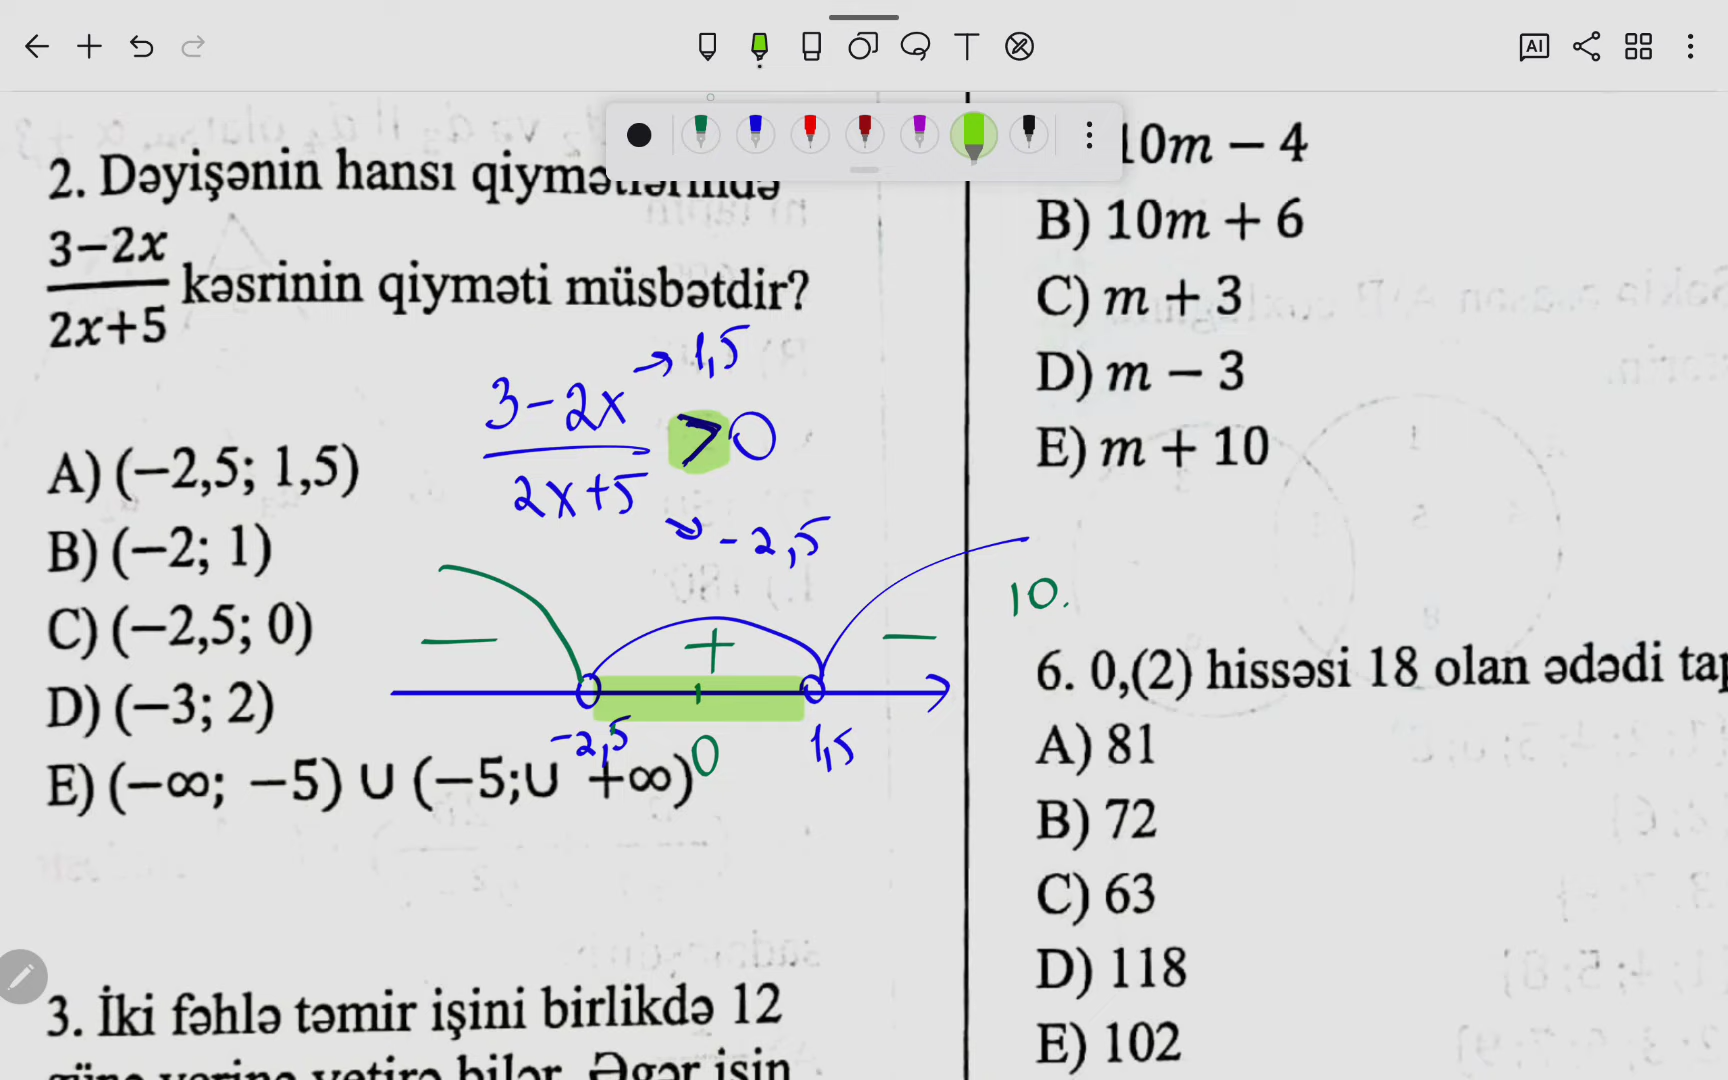 AI
2. Dəyişənin hansı qiymətlərində
3−2x
2x+5
kəsrinin qiyməti müsbətdir?
A) (−2,5; 1,5)
B) (−2; 1)
C) (−2,5; 0)
D) (−3; 2)
E) (−∞; −5) ∪ (−5;∪ +∞)
3−2x → 1,5
> 0
2x+5
↘ −2,5
− + − 10.
−2,5 0 1,5
3. İki fəhlə təmir işini birlikdə 12
10m − 4
B) 10m + 6
C) m + 3
D) m − 3
E) m + 10
6. 0,(2) hissəsi 18 olan ədədi
A) 81
B) 72
C) 63
D) 118
E) 102